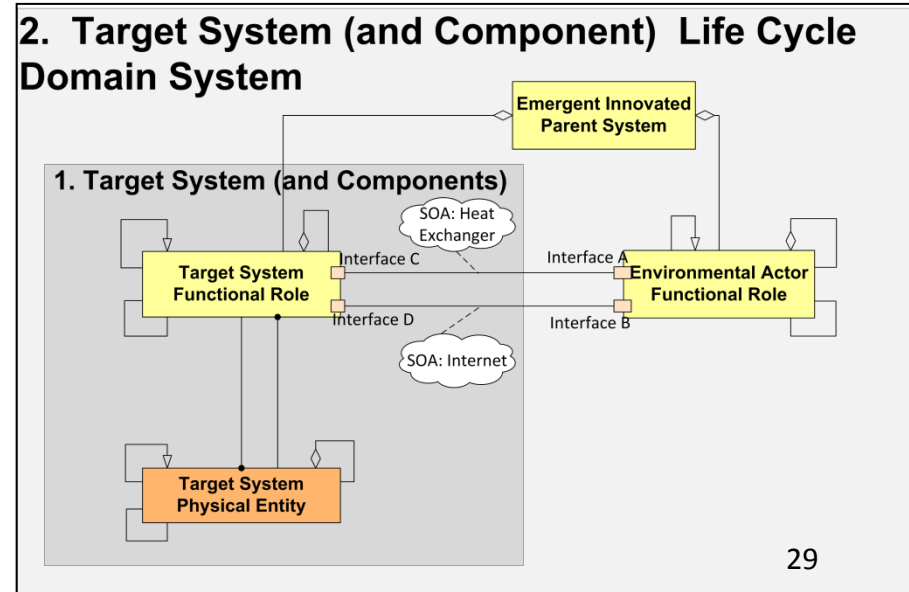 2. Target System (and Component) Life Cycle
Domain System
Emergent Innovated
Parent System
1. Target System (and Components)
SOA: Heat
Exchanger
Interface C
Interface A
Target System
Functional Role
Environmental Actor
Functional Role
Interface D
Interface B
SOA: Internet
Target System
Physical Entity
29